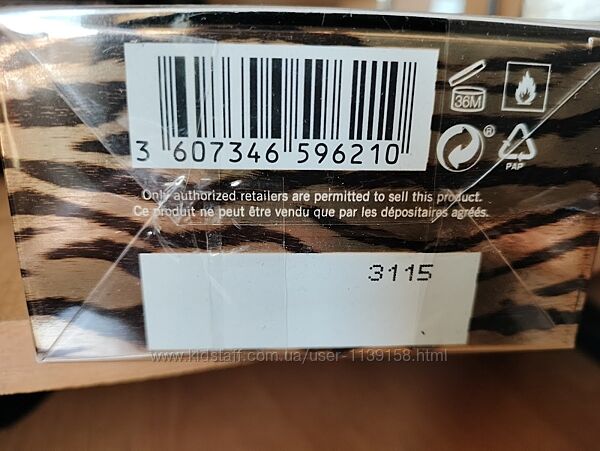 36M
®
PAP
3 607346 596210
Only authorized retailers are permitted to sell this product.
Ce produit ne peut être vendu que par les dépositaires agréés.
3115
www.kidstaff.com.ua/user-1139158.html